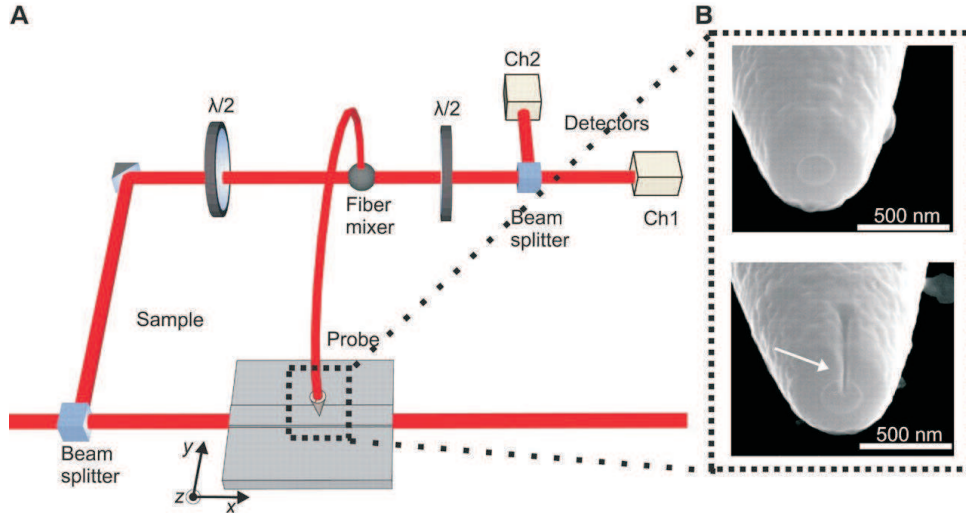 A
B
Ch2
λ/2
λ/2
Detectors
Fiber
mixer
Beam
splitter
Ch1
500 nm
Sample
Probe
Beam
splitter
y
z
x
500 nm